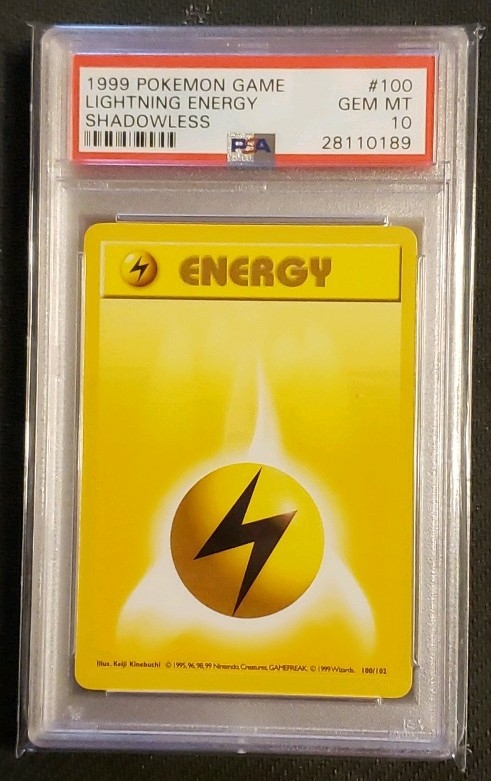 1999 POKEMON GAME #100
LIGHTNING ENERGY GEM MT
SHADOWLESS 10
PSA 28110189
ENERGY
Illus. Keiji Kinebuchi © 1995, 96, 98, 99 Nintendo, Creatures, GAMEFREAK. © 1999 Wizards. 100/102